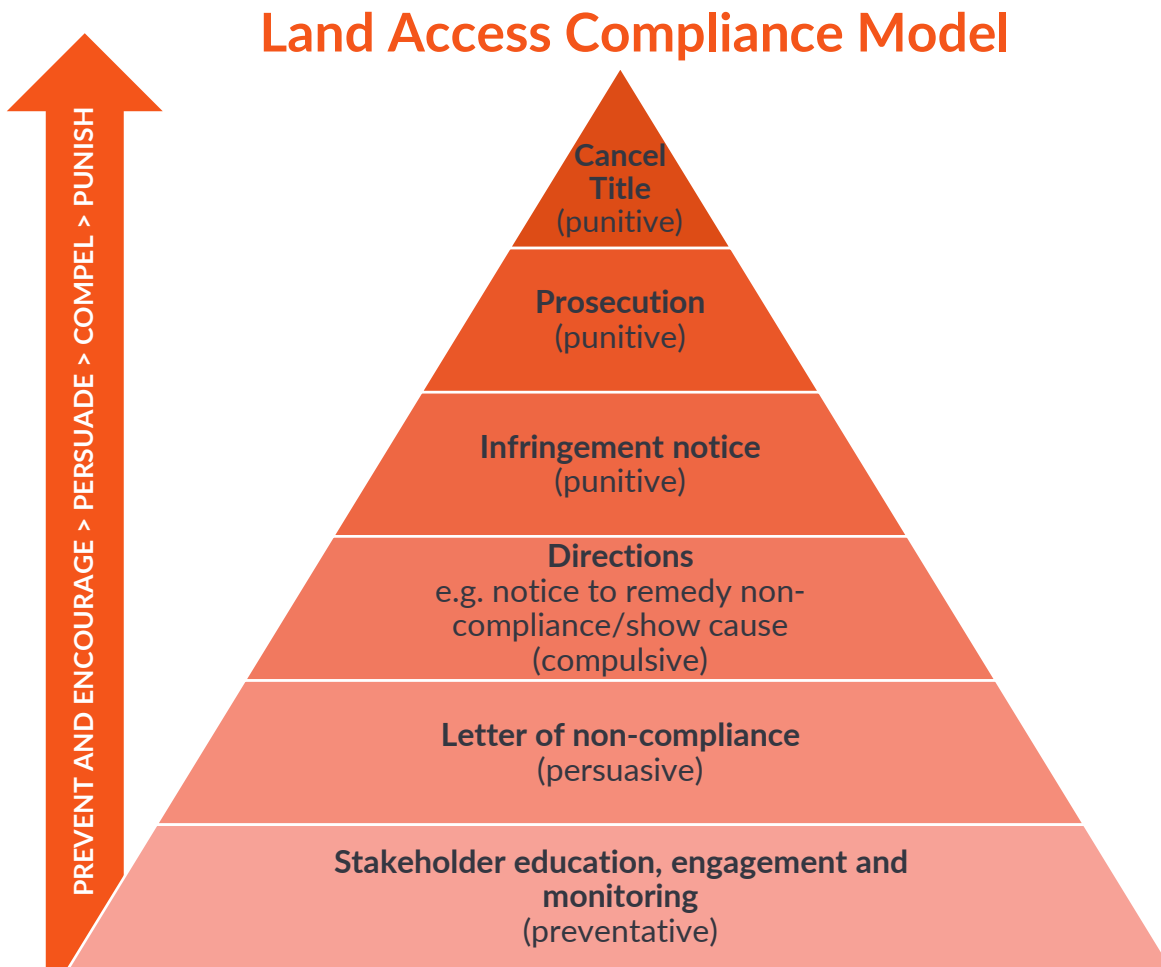 Land Access Compliance Model
PREVENT AND ENCOURAGE > PERSUADE > COMPEL > PUNISH
Cancel
Title
(punitive)
Prosecution
(punitive)
Infringement notice
(punitive)
Directions
e.g. notice to remedy non-
compliance/show cause
(compulsive)
Letter of non-compliance
(persuasive)
Stakeholder education, engagement and
monitoring
(preventative)